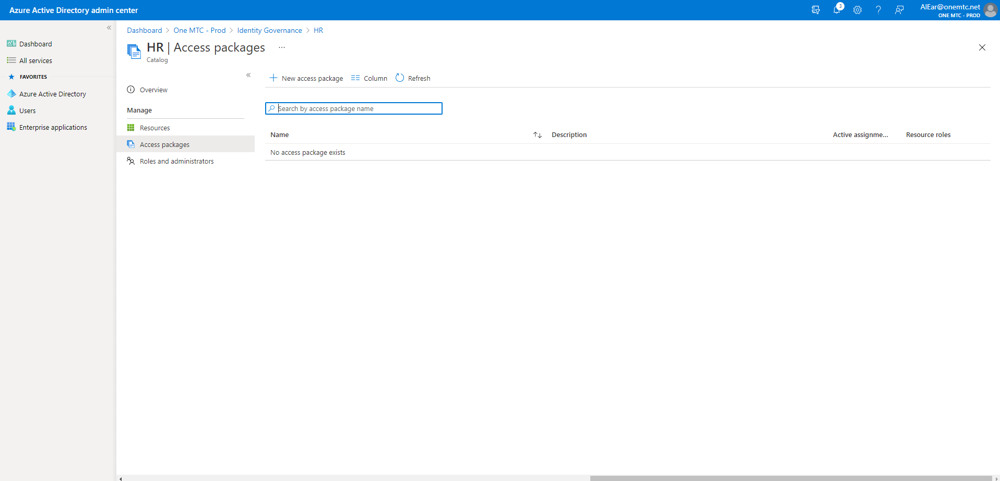 Azure Active Directory admin center
3
AlEar@onemtc.net
ONE MTC - PROD
Dashboard
All services
FAVORITES
Azure Active Directory
Users
Enterprise applications
Dashboard > One MTC - Prod > Identity Governance > HR
HR | Access packages ...
Catalog
Overview
Manage
Resources
Access packages
Roles and administrators
New access package Column Refresh
Search by access package name
Name Description Active assignme... Resource roles
No access package exists